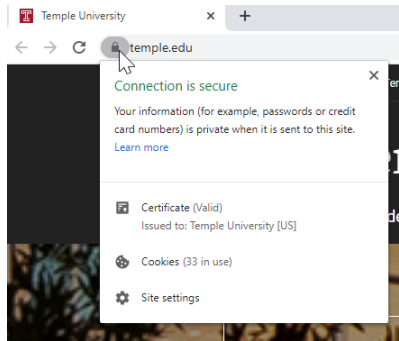 Temple University
temple.edu
Connection is secure
Your information (for example, passwords or credit
card numbers) is private when it is sent to this site.
Learn more
Certificate (Valid)
Issued to: Temple University [US]
Cookies (33 in use)
Site settings